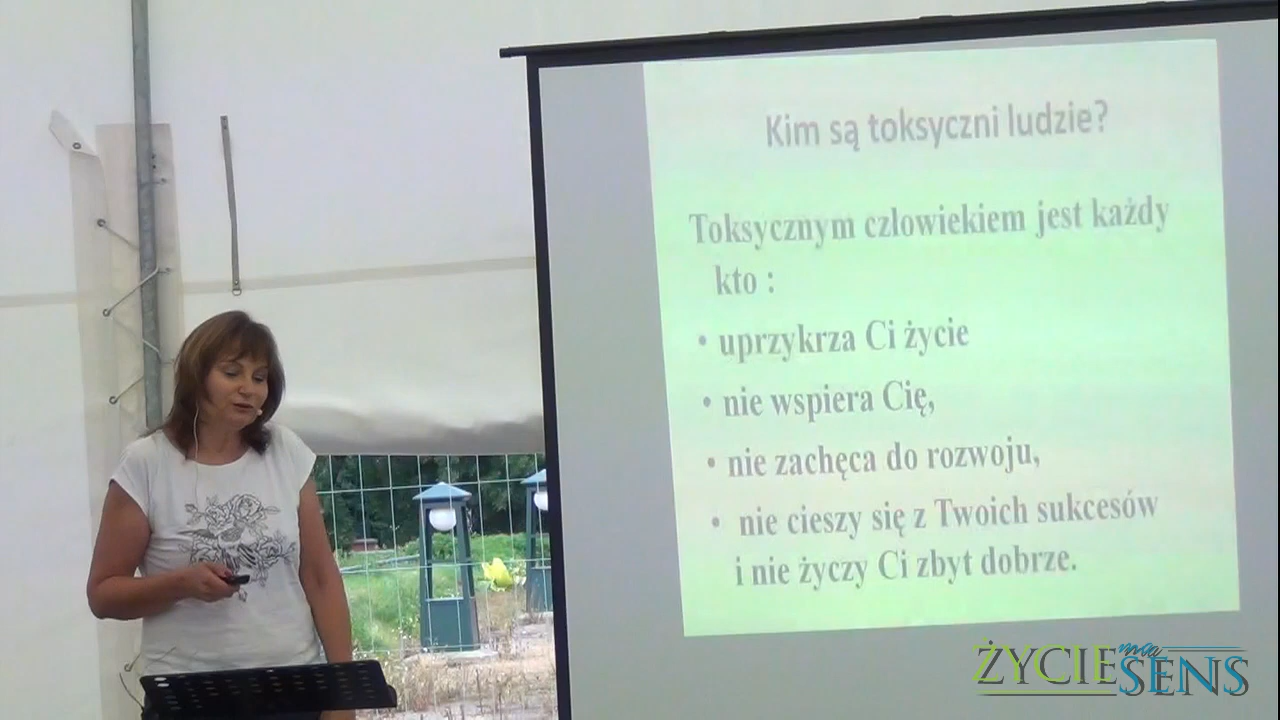 Kim są toksyczni ludzie?
Toksycznym człowiekiem jest każdy
kto :
• uprzykrza Ci życie
• nie wspiera Cię,
• nie zachęca do rozwoju,
• nie cieszy się z Twoich sukcesów
i nie życzy Ci zbyt dobrze.
ŻYCIE ma SENS